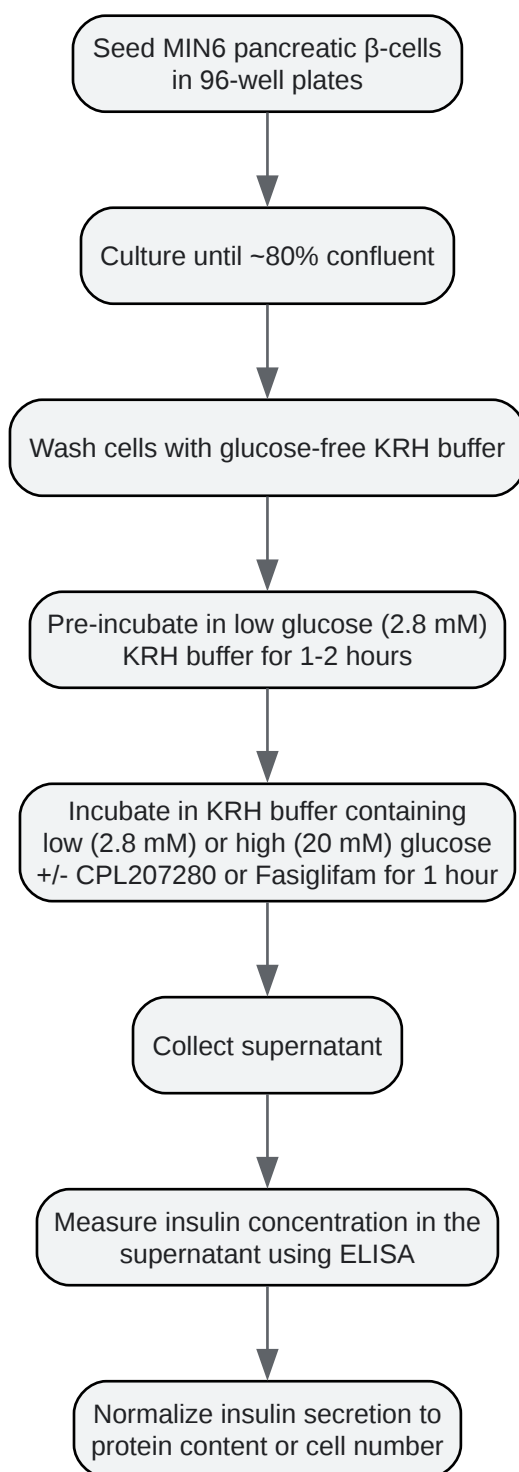 Seed MIN6 pancreatic β-cells
in 96-well plates
Culture until ~80% confluent
Wash cells with glucose-free KRH buffer
Pre-incubate in low glucose (2.8 mM)
KRH buffer for 1-2 hours
Incubate in KRH buffer containing
low (2.8 mM) or high (20 mM) glucose
+/- CPL207280 or Fasiglifam for 1 hour
Collect supernatant
Measure insulin concentration in the
supernatant using ELISA
Normalize insulin secretion to
protein content or cell number